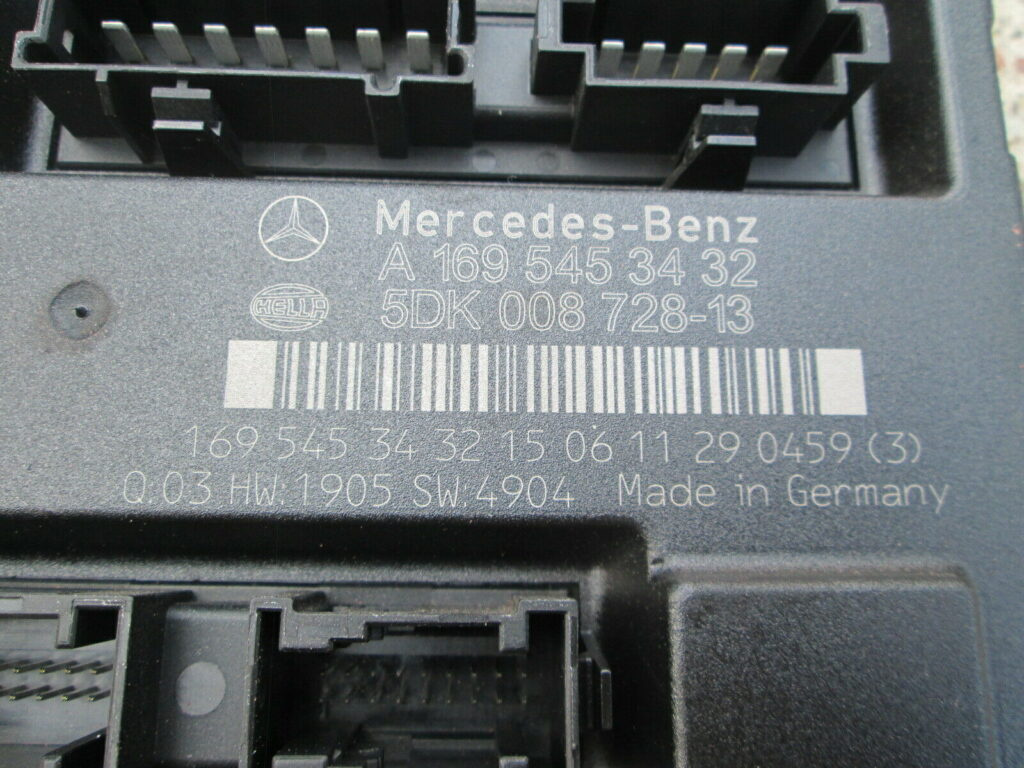 Mercedes-Benz
A 169 545 34 32
HELLA
5DK 008 728-13
169 545 34 32 15 06 11 29 0459 (3)
Q:03 HW:1905 SW:4904 Made in Germany